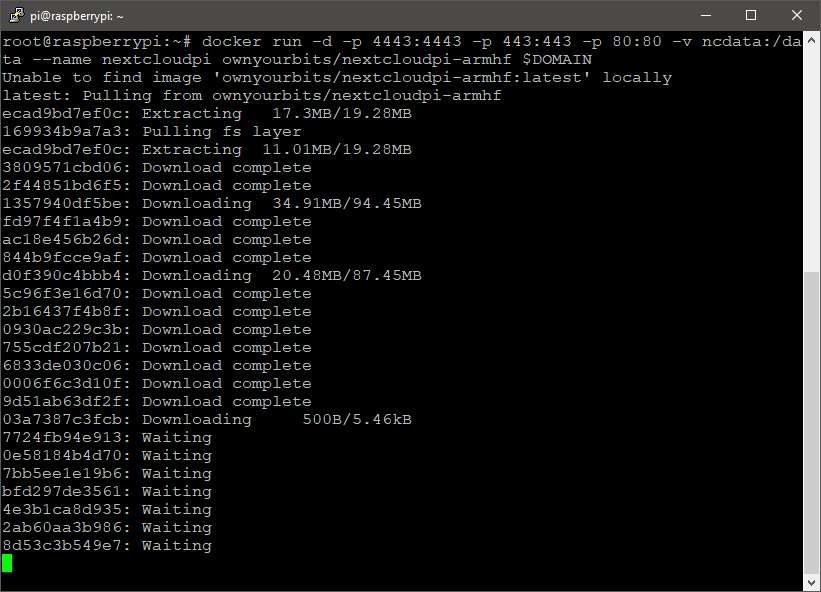 pi@raspberrypi: ~
root@raspberrypi:~# docker run -d -p 4443:4443 -p 443:443 -p 80:80 -v ncdata:/da
ta --name nextcloudpi ownyourbits/nextcloudpi-armhf $DOMAIN
Unable to find image 'ownyourbits/nextcloudpi-armhf:latest' locally
latest: Pulling from ownyourbits/nextcloudpi-armhf
ecad9bd7ef0c: Extracting   17.3MB/19.28MB
169934b9a7a3: Pulling fs layer
ecad9bd7ef0c: Extracting  11.01MB/19.28MB
3809571cbd06: Download complete
2f44851bd6f5: Download complete
1357940df5be: Downloading  34.91MB/94.45MB
fd97f4f1a4b9: Download complete
ac18e456b26d: Download complete
844b9fcce9af: Download complete
d0f390c4bbb4: Downloading  20.48MB/87.45MB
5c96f3e16d70: Download complete
2b16437f4b8f: Download complete
0930ac229c3b: Download complete
755cdf207b21: Download complete
6833de030c06: Download complete
0006f6c3d10f: Download complete
9d51ab63df2f: Download complete
03a7387c3fcb: Downloading     500B/5.46kB
7724fb94e913: Waiting
0e58184b4d70: Waiting
7bb5ee1e19b6: Waiting
bfd297de3561: Waiting
4e3b1ca8d935: Waiting
2ab60aa3b986: Waiting
8d53c3b549e7: Waiting